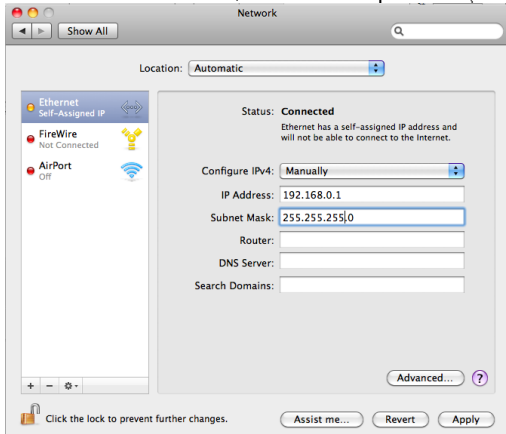 Network
Show All
Location: Automatic
Ethernet
Self-Assigned IP
FireWire
Not Connected
AirPort
Off
Status: Connected
Ethernet has a self-assigned IP address and
will not be able to connect to the Internet.
Configure IPv4: Manually
IP Address: 192.168.0.1
Subnet Mask: 255.255.255.0
Router:
DNS Server:
Search Domains:
Advanced... ?
+ −
Click the lock to prevent further changes.
Assist me... Revert Apply